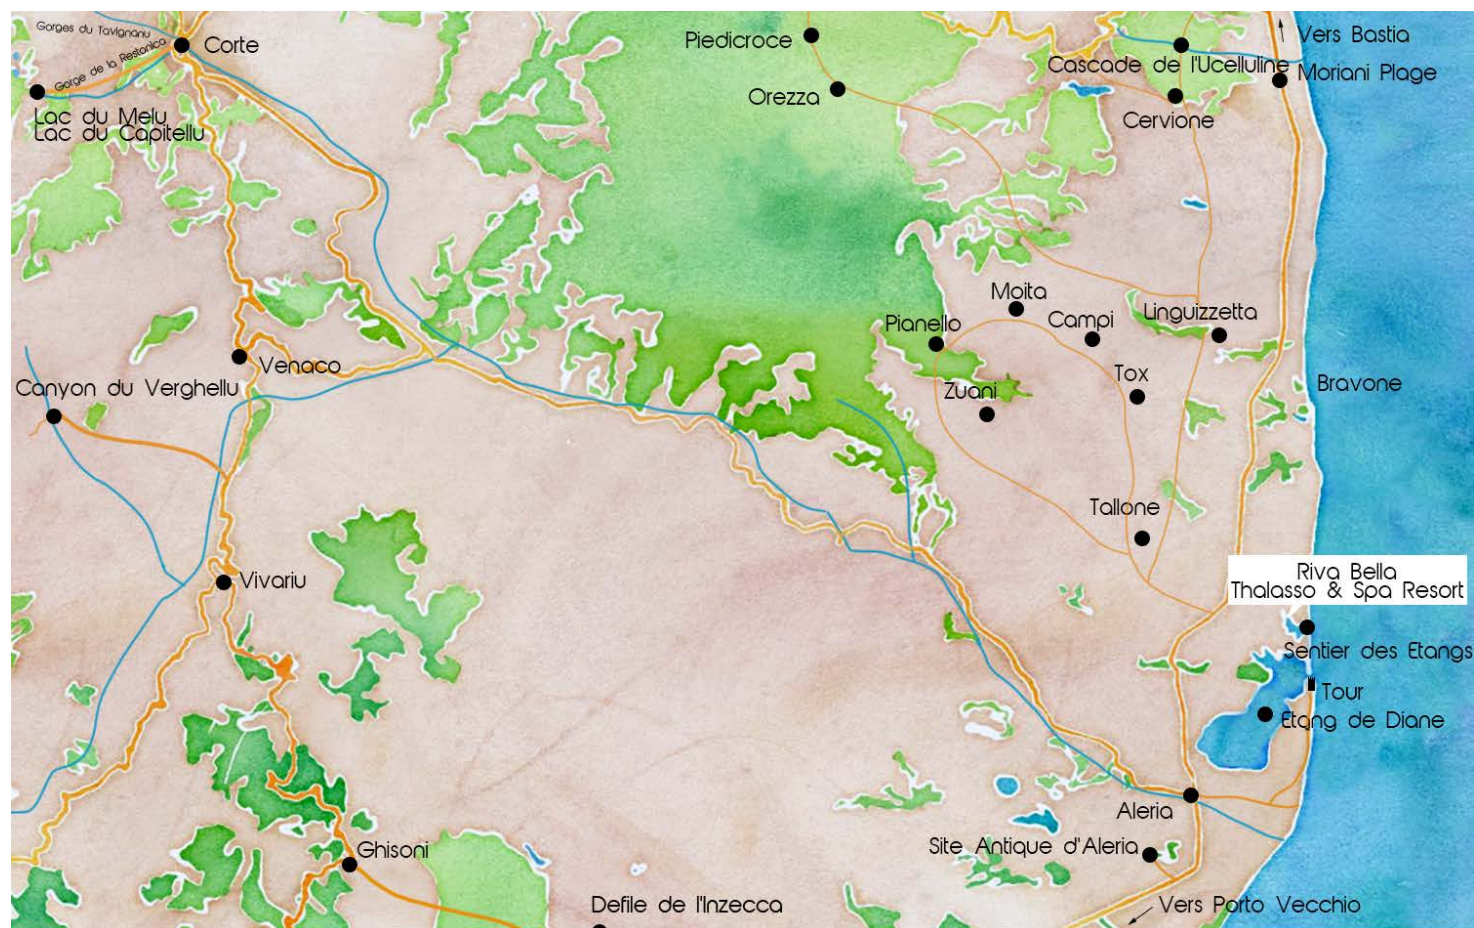 Gorges du Tavignanu
Corte
Gorge de la Restonica
Lac du Melu
Lac du Capitellu
Piedicroce
Orezza
Vers Bastia
Cascade de l'Ucelluline
Moriani Plage
Cervione
Moita
Pianello
Campi
Linguizzetta
Venaco
Canyon du Verghellu
Zuani
Tox
Bravone
Tallone
Vivariu
Riva Bella
Thalasso & Spa Resort
Sentier des Etangs
Tour
Etang de Diane
Aleria
Site Antique d'Aleria
Ghisoni
Defile de l'Inzecca
Vers Porto Vecchio